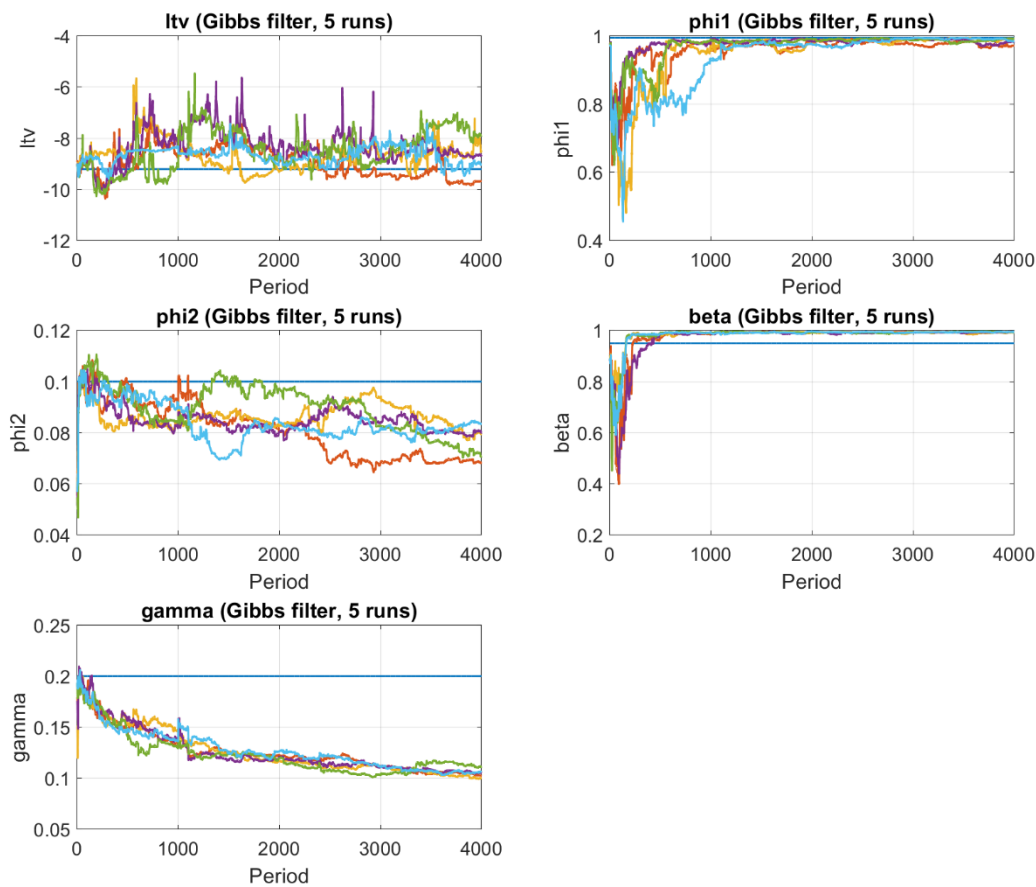 ltv (Gibbs filter, 5 runs)
-4
-6
-8
-10
-12
ltv
0 1000 2000 3000 4000
Period
phi1 (Gibbs filter, 5 runs)
1
0.8
0.6
0.4
phi1
0 1000 2000 3000 4000
Period
phi2 (Gibbs filter, 5 runs)
0.12
0.1
0.08
0.06
0.04
phi2
0 1000 2000 3000 4000
Period
beta (Gibbs filter, 5 runs)
1
0.8
0.6
0.4
0.2
beta
0 1000 2000 3000 4000
Period
gamma (Gibbs filter, 5 runs)
0.25
0.2
0.15
0.1
0.05
gamma
0 1000 2000 3000 4000
Period